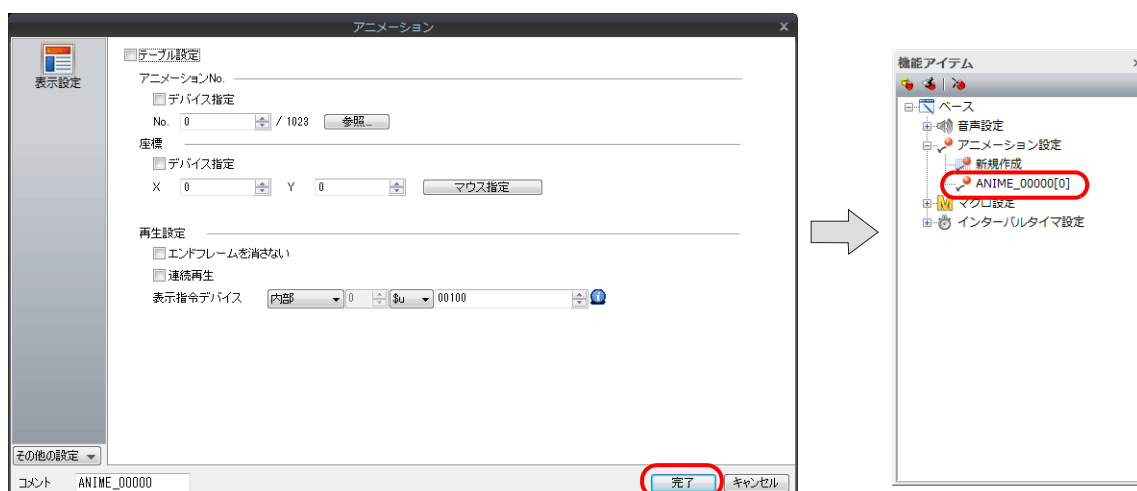 アニメーション x
表示設定
テーブル設定
アニメーションNo.
デバイス指定
No. 0 / 1023 参照...
座標
デバイス指定
X 0 Y 0 マウス指定
再生設定
エンドフレームを消さない
連続再生
表示指令デバイス 内部 0 $u 00100
その他の設定
コメント ANIME_00000 完了 キャンセル
機能アイテム
ベース
音声設定
アニメーション設定
新規作成
ANIME_00000[0]
マクロ設定
インターバルタイマ設定